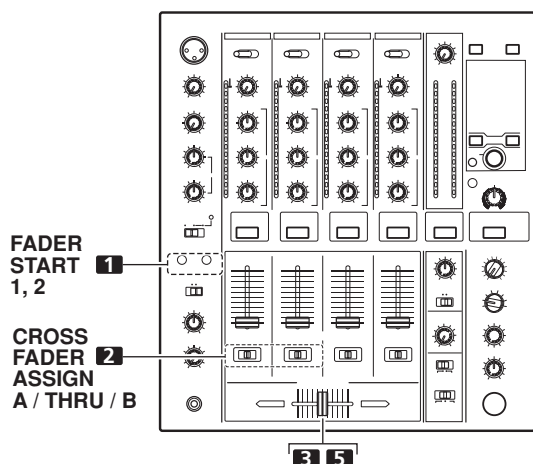 FADER
START 1
1, 2
CROSS
FADER 2
ASSIGN
A / THRU / B
3 5